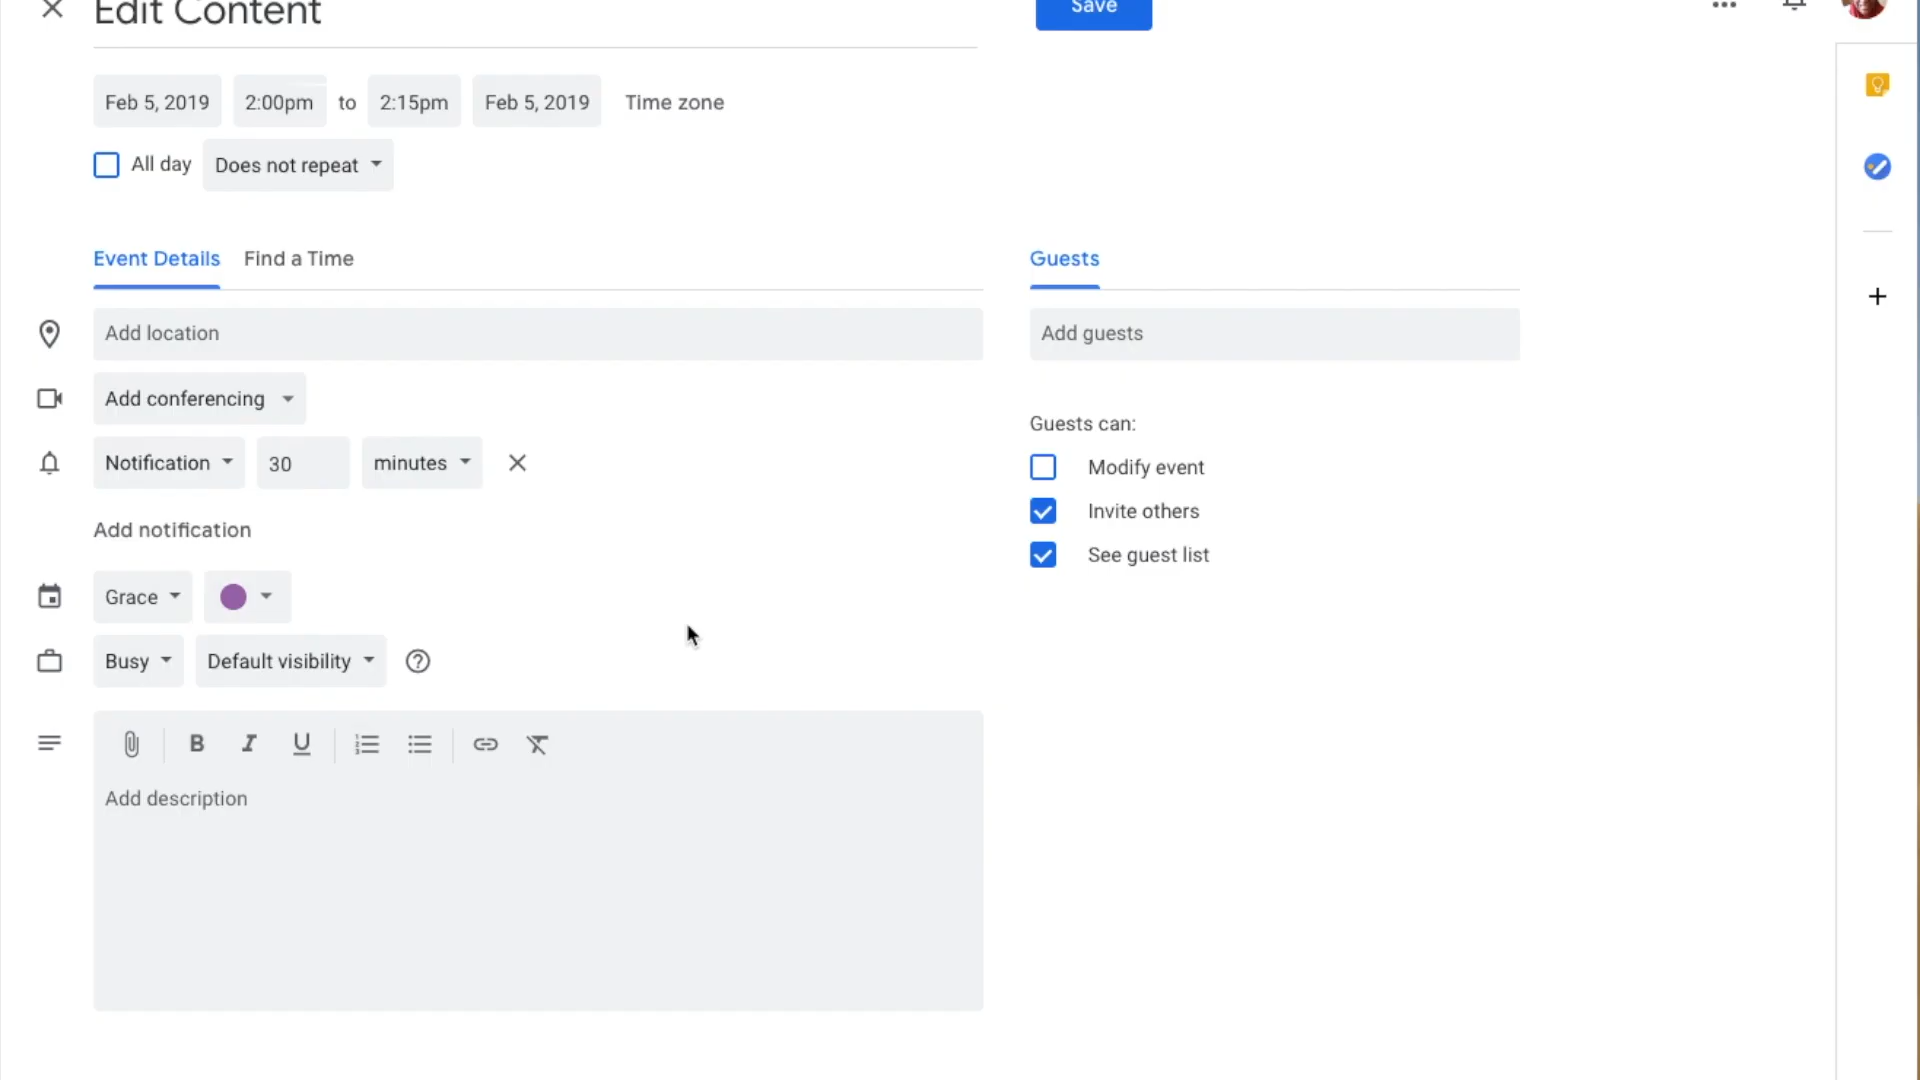 Edit Content
Save
Feb 5, 2019 2:00pm to 2:15pm Feb 5, 2019 Time zone
All day Does not repeat
Event Details Find a Time
Guests
Add location
Add guests
Add conferencing
Notification 30 minutes
Add notification
Grace
Busy Default visibility
Guests can:
Modify event
Invite others
See guest list
B I U
Add description